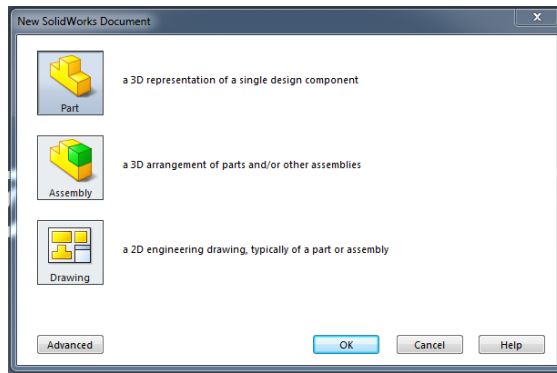 New SolidWorks Document
X
Part
a 3D representation of a single design component
Assembly
a 3D arrangement of parts and/or other assemblies
Drawing
a 2D engineering drawing, typically of a part or assembly
Advanced OK Cancel Help